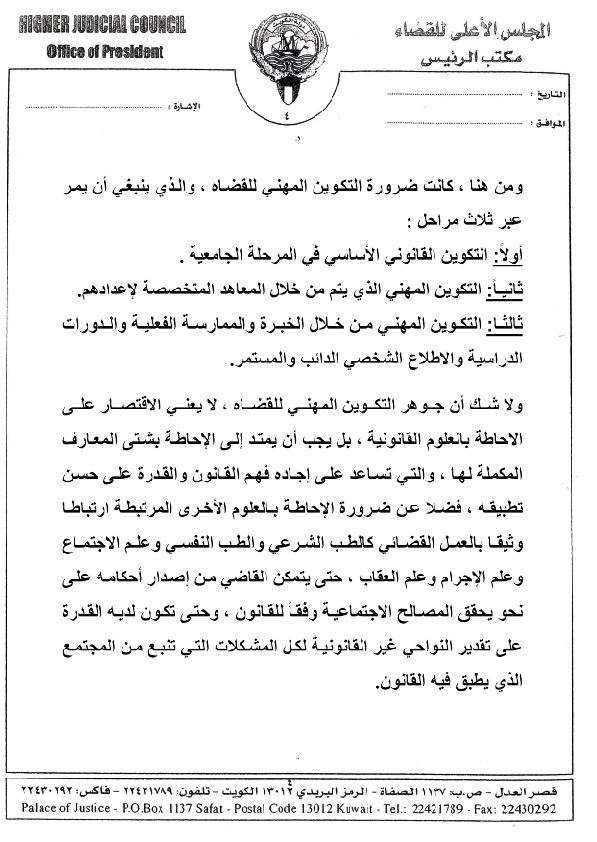 HIGHER JUDICIAL COUNCIL
Office of President
المجلس الأعلى للقضاء
مكتب الرئيس
التاريخ :
الموافق :
الإشارة :
٤
ومن هنا ، كانت ضرورة التكوين المهني للقضاه ، والذي ينبغي أن يمر
عبر ثلاث مراحل :
أولاً: التكوين القانوني الأساسي في المرحلة الجامعية .
ثانياً: التكوين المهني الذي يتم من خلال المعاهد المتخصصة لإعدادهم.
ثالثا: التكوين المهني من خلال الخبرة والممارسة الفعلية والدورات
الدراسية والاطلاع الشخصي الدائب والمستمر.
ولا شك أن جوهر التكوين المهني للقضاه ، لا يعني الاقتصار على
الاحاطة بالعلوم القانونية ، بل يجب أن يمتد إلى الإحاطة بشتى المعارف
المكملة لها ، والتي تساعد على إجاده فهم القانون والقدرة على حسن
تطبيقه ، فضلا عن ضرورة الإحاطة بالعلوم الأخرى المرتبطة ارتباطا
وثيقا بالعمل القضائي كالطب الشرعي والطب النفسي وعلم الاجتماع
وعلم الإجرام وعلم العقاب ، حتى يتمكن القاضي من إصدار أحكامه على
نحو يحقق المصالح الاجتماعية وفقاً للقانون ، وحتى تكون لديه القدرة
على تقدير النواحي غير القانونية لكل المشكلات التي تنبع من المجتمع
الذي يطبق فيه القانون.
٤
قصر العدل - ص.ب: ١١٣٧ الصفاة - الرمز البريدي ١٣٠١٢ الكويت - تلفون: ٢٢٤٢١٧٨٩ - فاكس: ٢٢٤٣٠٢٩٢
Palace of Justice - P.O.Box 1137 Safat - Postal Code 13012 Kuwait - Tel.: 22421789 - Fax: 22430292